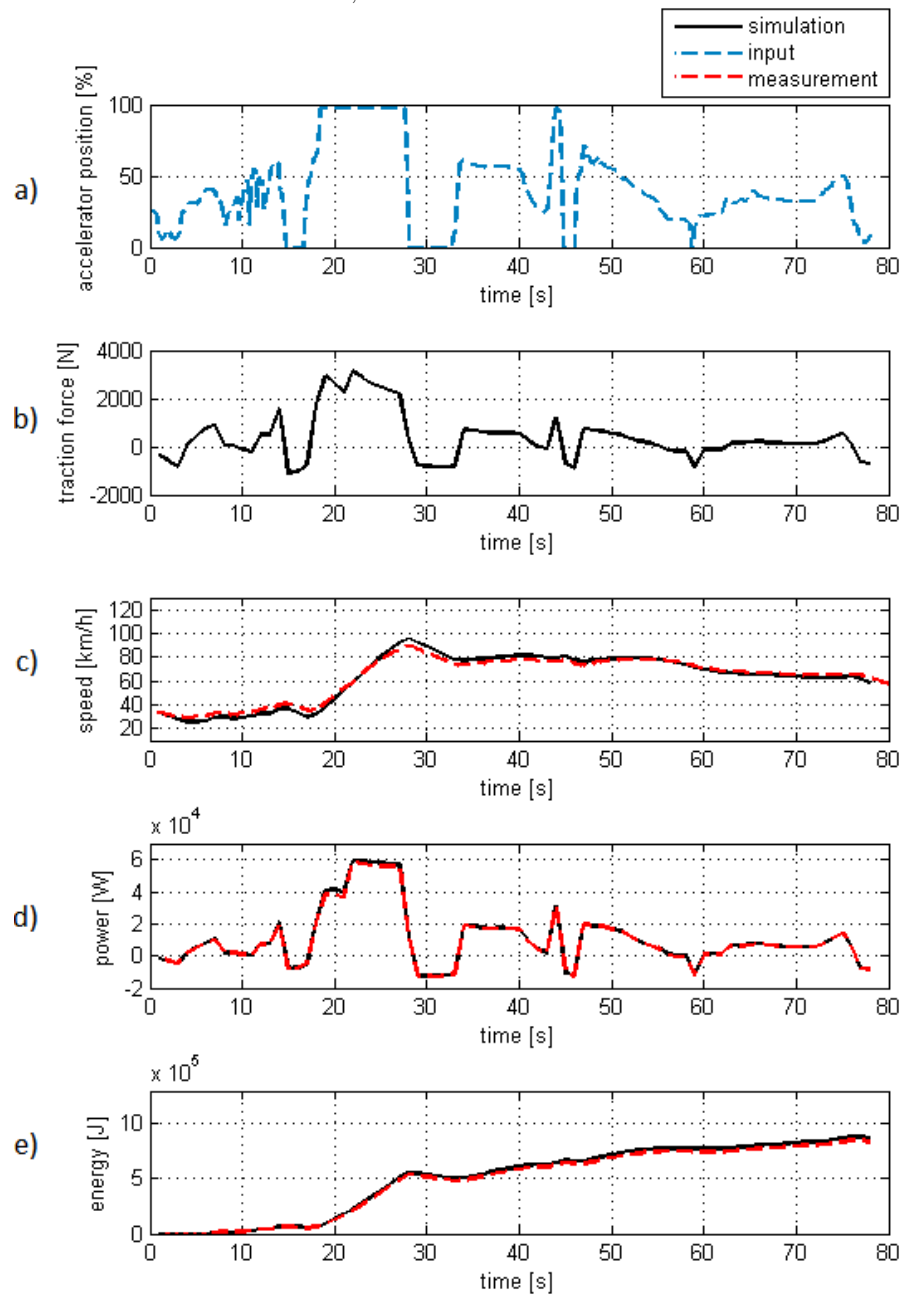 simulation
input
measurement
a)
accelerator position [%]
100
50
0
0 10 20 30 40 50 60 70 80
time [s]
b)
traction force [N]
4000
2000
0
-2000
0 10 20 30 40 50 60 70 80
time [s]
c)
speed [km/h]
120
100
80
60
40
20
0 10 20 30 40 50 60 70 80
time [s]
x 10⁴
d)
power [W]
6
4
2
0
-2
0 10 20 30 40 50 60 70 80
time [s]
x 10⁵
e)
energy [J]
10
5
0
0 10 20 30 40 50 60 70 80
time [s]